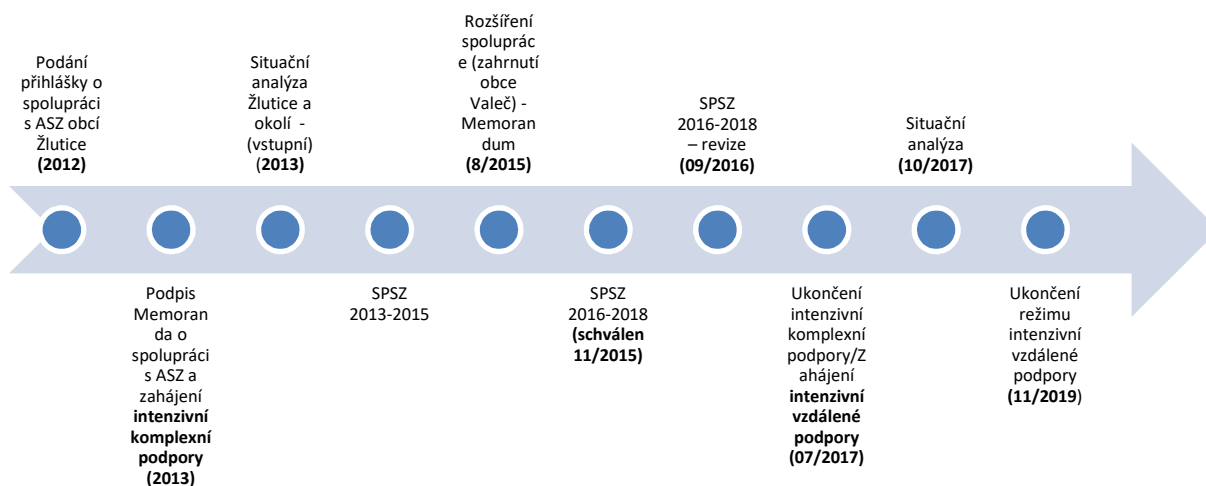 Podání
přihlášky o
spolupráci
s ASZ obcí
Žlutice
(2012)
Podpis
Memoran
da o
spolupráci
s ASZ a
zahájení
intenzivní
komplexní
podpory
(2013)
Situační
analýza
Žlutice a
okolí - 
(vstupní)
(2013)
SPSZ
2013-2015
Rozšíření
spoluprác
e (zahrnutí
obce
Valeč) -
Memoran
dum
(8/2015)
SPSZ
2016-2018
(schválen
11/2015)
SPSZ
2016-2018
– revize
(09/2016)
Ukončení
intenzivní
komplexní
podpory/Z
ahájení
intenzivní
vzdálené
podpory
(07/2017)
Situační
analýza
(10/2017)
Ukončení
režimu
intenzivní
vzdálené
podpory
(11/2019)